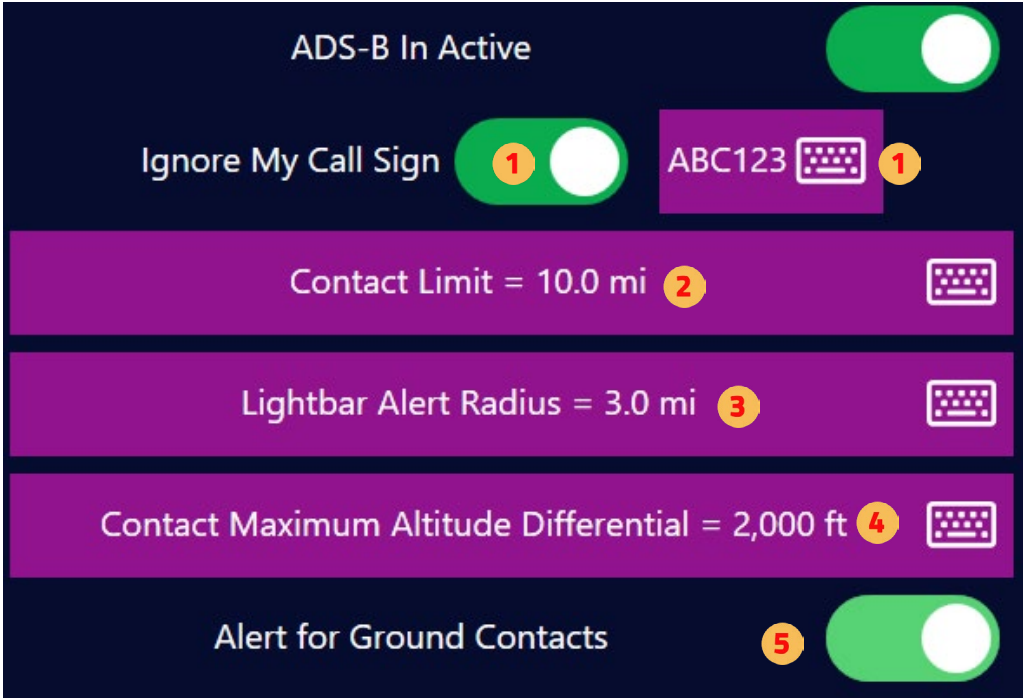 ADS-B In Active
Ignore My Call Sign 1 ABC123 1
Contact Limit = 10.0 mi 2
Lightbar Alert Radius = 3.0 mi 3
Contact Maximum Altitude Differential = 2,000 ft 4
Alert for Ground Contacts 5